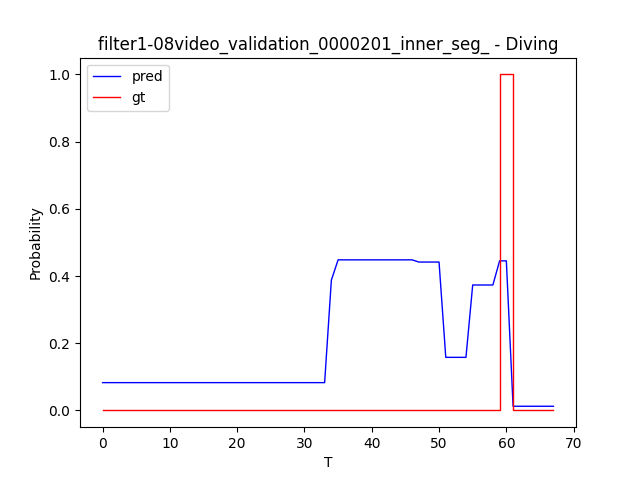 filter1-08video_validation_0000201_inner_seg_ - Diving
pred
gt
1.0
0.8
0.6
0.4
0.2
0.0
Probability
0 10 20 30 40 50 60 70
T